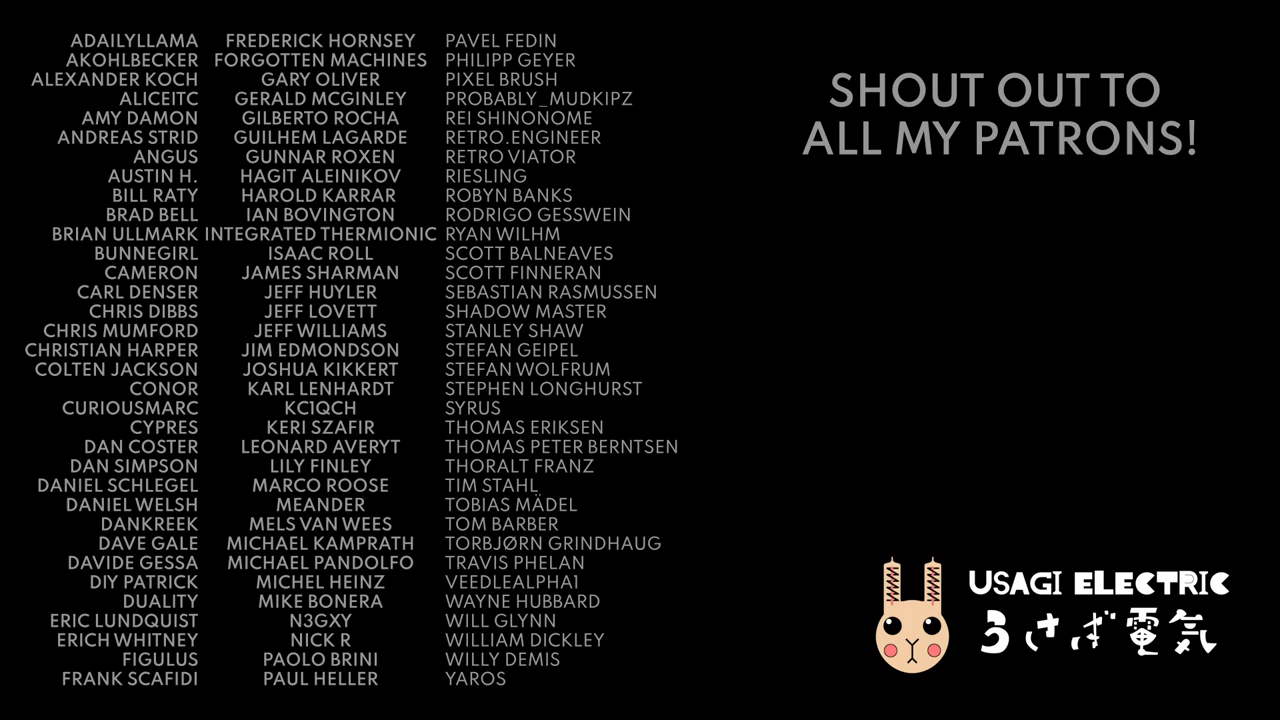 ADAILYLLAMA
AKOHLBECKER
ALEXANDER KOCH
ALICEITC
AMY DAMON
ANDREAS STRID
ANGUS
AUSTIN H.
BILL RATY
BRAD BELL
BRIAN ULLMARK
BUNNEGIRL
CAMERON
CARL DENSER
CHRIS DIBBS
CHRIS MUMFORD
CHRISTIAN HARPER
COLTEN JACKSON
CONOR
CURIOUSMARC
CYPRES
DAN COSTER
DAN SIMPSON
DANIEL SCHLEGEL
DANIEL WELSH
DANKREEK
DAVE GALE
DAVIDE GESSA
DIY PATRICK
DUALITY
ERIC LUNDQUIST
ERICH WHITNEY
FIGULUS
FRANK SCAFIDI
FREDERICK HORNSEY
FORGOTTEN MACHINES
GARY OLIVER
GERALD MCGINLEY
GILBERTO ROCHA
GUILHEM LAGARDE
GUNNAR ROXEN
HAGIT ALEINIKOV
HAROLD KARRAR
IAN BOVINGTON
INTEGRATED THERMIONIC
ISAAC ROLL
JAMES SHARMAN
JEFF HUYLER
JEFF LOVETT
JEFF WILLIAMS
JIM EDMONDSON
JOSHUA KIKKERT
KARL LENHARDT
KC1QCH
KERI SZAFIR
LEONARD AVERYT
LILY FINLEY
MARCO ROOSE
MEANDER
MELS VAN WEES
MICHAEL KAMPRATH
MICHAEL PANDOLFO
MICHEL HEINZ
MIKE BONERA
N3GXY
NICK R
PAOLO BRINI
PAUL HELLER
PAVEL FEDIN
PHILIPP GEYER
PIXEL BRUSH
PROBABLY_MUDKIPZ
REI SHINONOME
RETRO.ENGINEER
RETRO VIATOR
RIESLING
ROBYN BANKS
RODRIGO GESSWEIN
RYAN WILHM
SCOTT BALNEAVES
SCOTT FINNERAN
SEBASTIAN RASMUSSEN
SHADOW MASTER
STANLEY SHAW
STEFAN GEIPEL
STEFAN WOLFRUM
STEPHEN LONGHURST
SYRUS
THOMAS ERIKSEN
THOMAS PETER BERNTSEN
THORALT FRANZ
TIM STAHL
TOBIAS MÄDEL
TOM BARBER
TORBJØRN GRINDHAUG
TRAVIS PHELAN
VEEDLEALPHA1
WAYNE HUBBARD
WILL GLYNN
WILLIAM DICKLEY
WILLY DEMIS
YAROS
SHOUT OUT TO
ALL MY PATRONS!
USAGI ELECTRIC
うさぎ電気